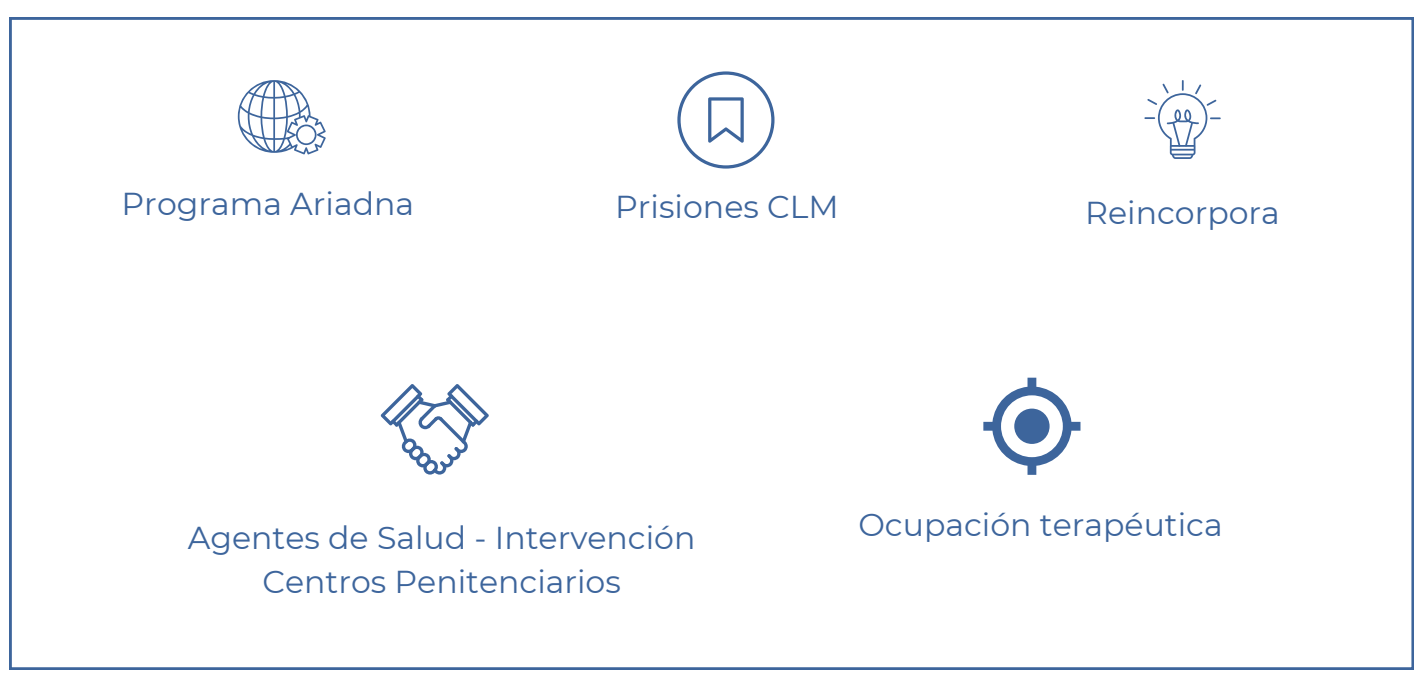 Programa Ariadna
Prisiones CLM
Reincorpora
Agentes de Salud - Intervención
Centros Penitenciarios
Ocupación terapéutica